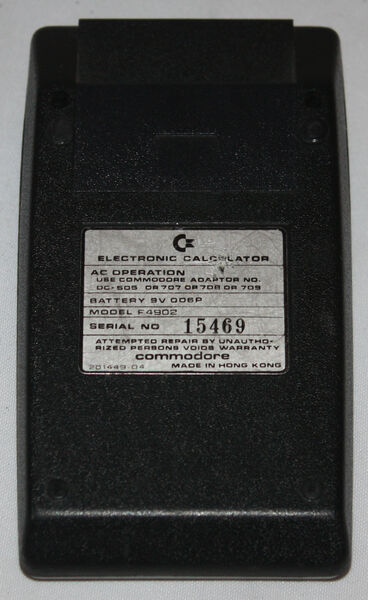 ELECTRONIC CALCULATOR
AC OPERATION
USE COMMODORE ADAPTOR NO.
DC-605 OR 707 OR 708 OR 709
BATTERY 9V 006P
MODEL F4902
SERIAL NO 15469
ATTEMPTED REPAIR BY UNAUTHO-
RIZED PERSONS VOIDS WARRANTY
commodore
201449-04 MADE IN HONG KONG